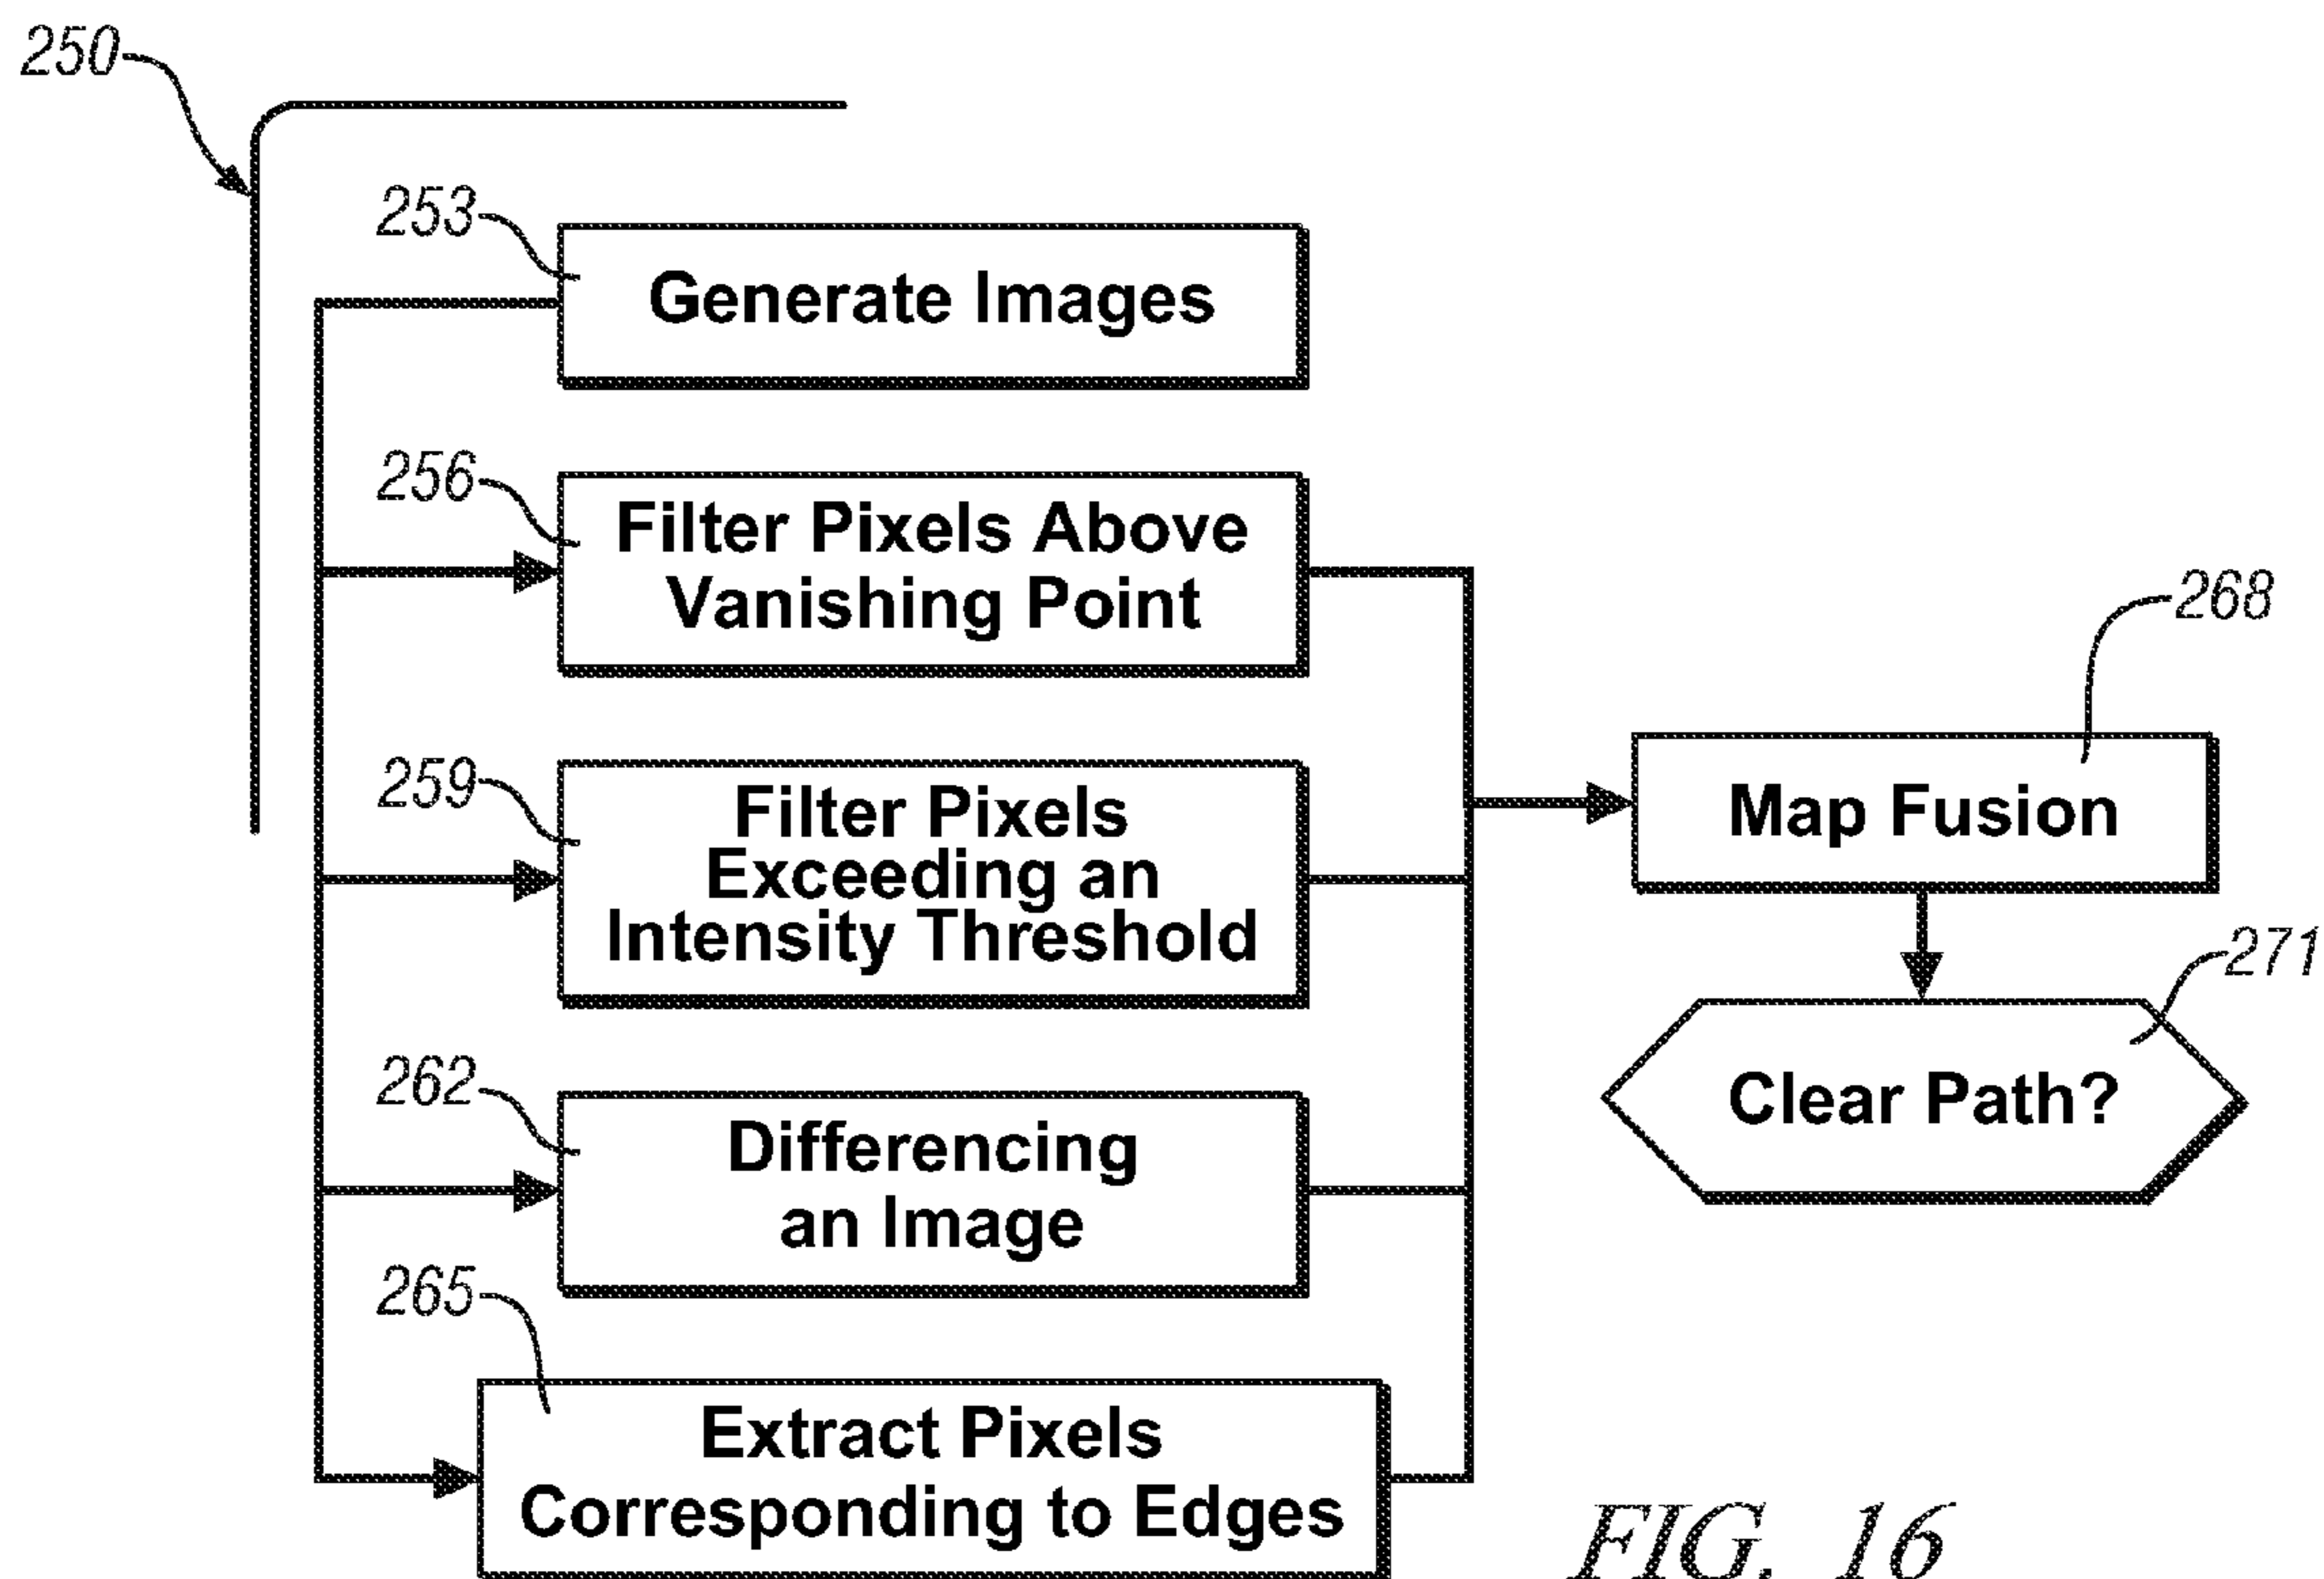 250
253
Generate Images
256
Filter Pixels Above
Vanishing Point
268
259
Filter Pixels
Exceeding an
Intensity Threshold
Map Fusion
271
262
Differencing
an Image
Clear Path?
265
Extract Pixels
Corresponding to Edges
FIG. 16